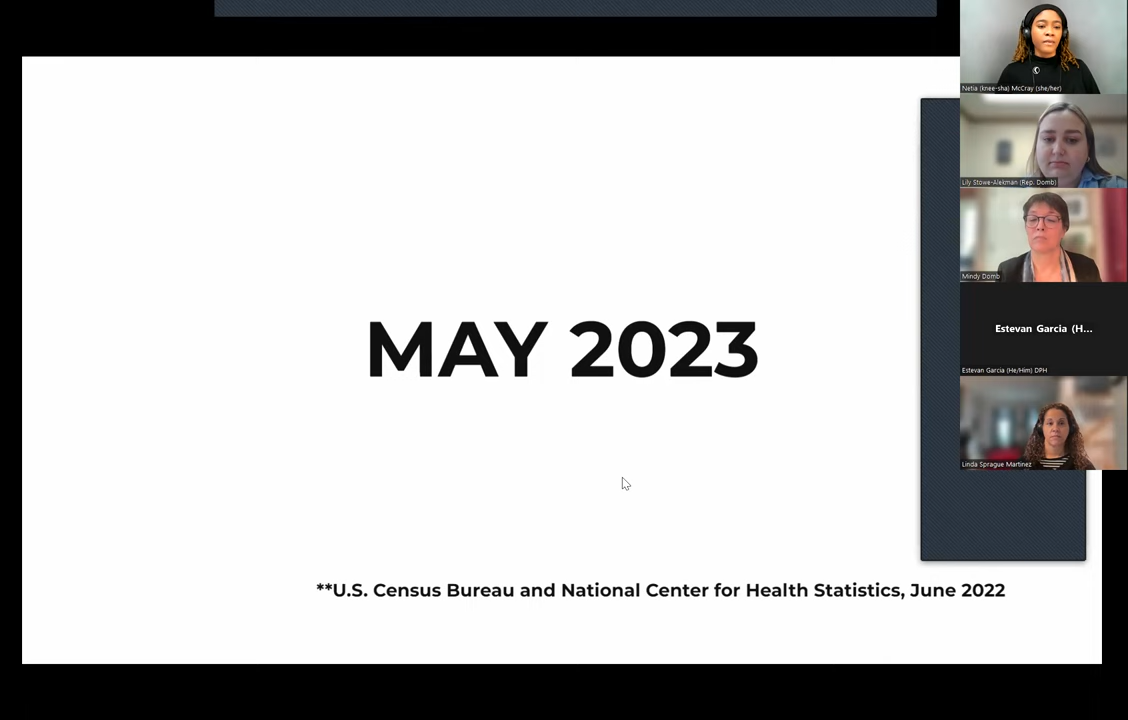 MAY 2023
**U.S. Census Bureau and National Center for Health Statistics, June 2022
Netia (knee-sha) McCray (she/her)
Lily Stowe-Alekman (Rep. Domb)
Mindy Domb
Estevan Garcia (H...
Estevan Garcia (He/Him) DPH
Linda Sprague Martinez